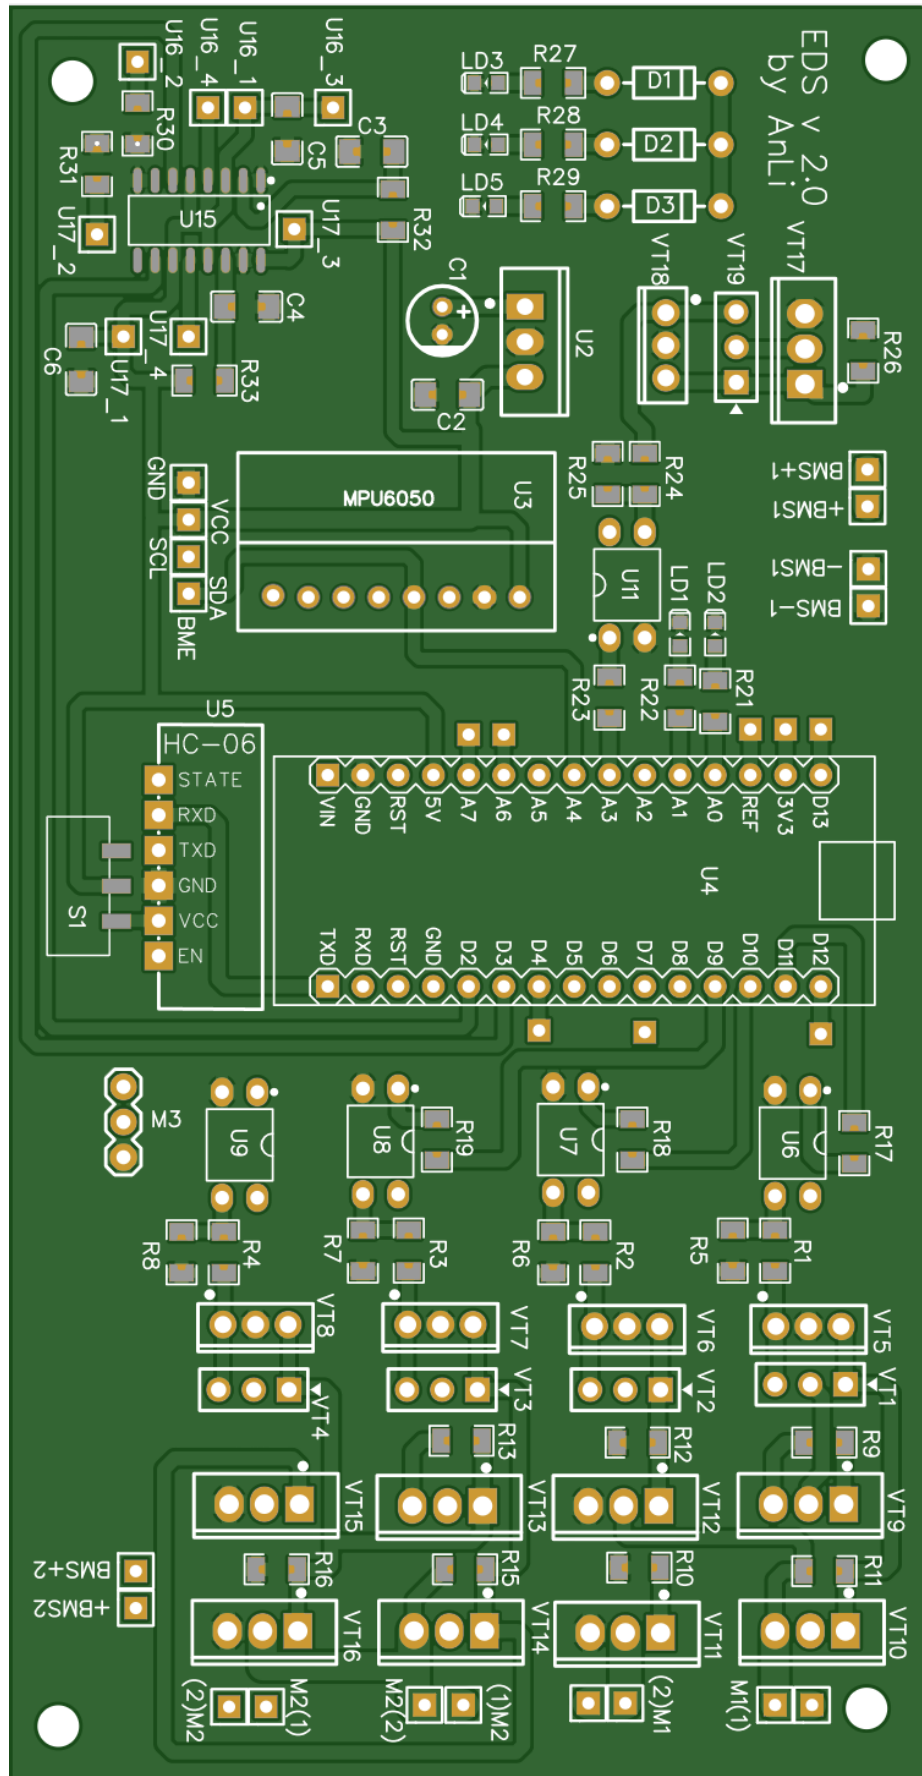 U16_2
U16_4
U16_1
U16_3
R30
R31
C5
C3
R32
U15
U17_2
U17_3
C4
C6
U17_1
U17_4
R33
LD3
R27
D1
LD4
R28
D2
LD5
R29
D3
EDS v 2.0
by AnLi
C1
+
U2
C2
VT18
VT19
VT17
R26
R25
R24
GND
VCC
SCL
SDA
BME
MPU6050
U3
U11
LD1
LD2
BMS+1
+BMS1
-BMS1
BMS-1
R23
R22
R21
U5
HC-06
STATE
RXD
TXD
GND
VCC
EN
S1
VIN
GND
RST
5V
A7
A6
A5
A4
A3
A2
A1
A0
REF
3V3
D13
U4
TXD
RXD
RST
GND
D2
D3
D4
D5
D6
D7
D8
D9
D10
D11
D12
M3
U9
U8
R19
U7
R18
U6
R17
R8
R4
R7
R3
R6
R2
R5
R1
VT8
VT7
VT6
VT5
VT4
VT3
VT2
VT1
R13
R12
R9
VT15
VT13
VT12
VT9
BMS+2
+BMS2
R16
R15
R10
R11
VT16
VT14
VT11
VT10
(2)M2
M2(1)
M2(2)
(1)M2
(2)M1
M1(1)